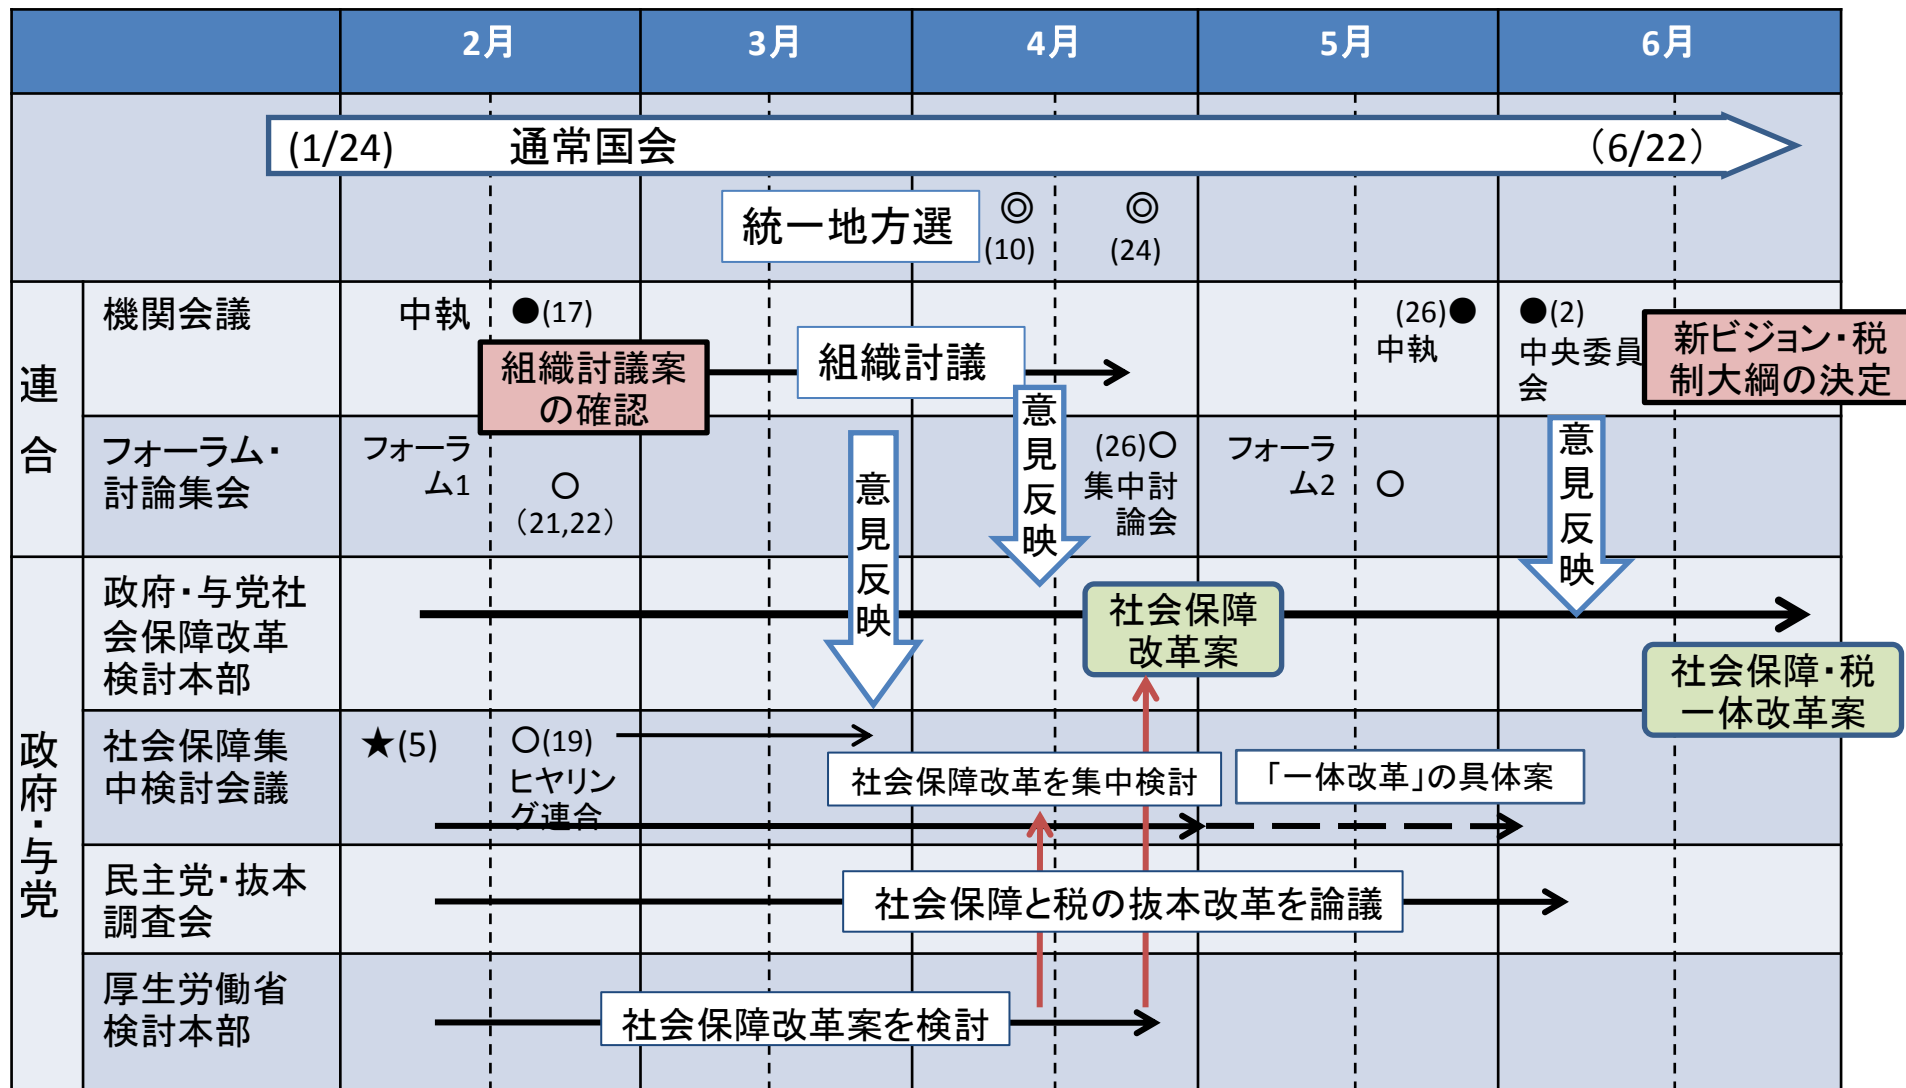 2月
3月
4月
5月
6月
(1/24)
通常国会
（6/22）
統一地方選
◎
(10)
◎
(24)
連合
機関会議
中執
●(17)
組織討議案
の確認
組織討議
(26)●
中執
●(2)
中央委員
会
新ビジョン・税
制大綱の決定
フォーラム・
討論集会
フォーラ
ム1
○
（21,22）
意見反映
意見反映
(26)○
集中討
論会
フォーラ
ム2
○
意見反映
政府・与党
政府・与党社
会保障改革
検討本部
社会保障
改革案
社会保障・税
一体改革案
社会保障集
中検討会議
★(5)
○(19)
ヒヤリン
グ連合
社会保障改革を集中検討
「一体改革」の具体案
民主党・抜本
調査会
社会保障と税の抜本改革を論議
厚生労働省
検討本部
社会保障改革案を検討